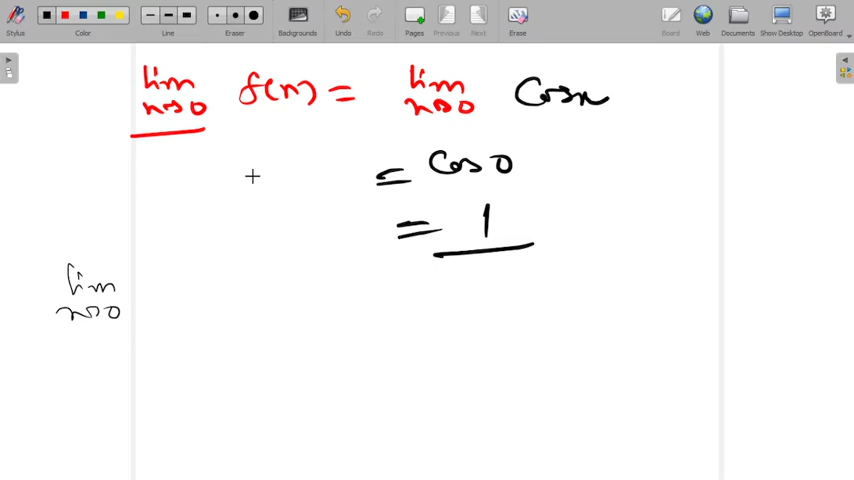 Stylus
Color
Line
Eraser
Backgrounds
Undo
Redo
Pages
Previous
Next
Erase
Board
Web
Documents
Show Desktop
OpenBoard
lim f(x) = lim Cosx
x→0 x→0
= Cos 0
= 1
lim
x→0